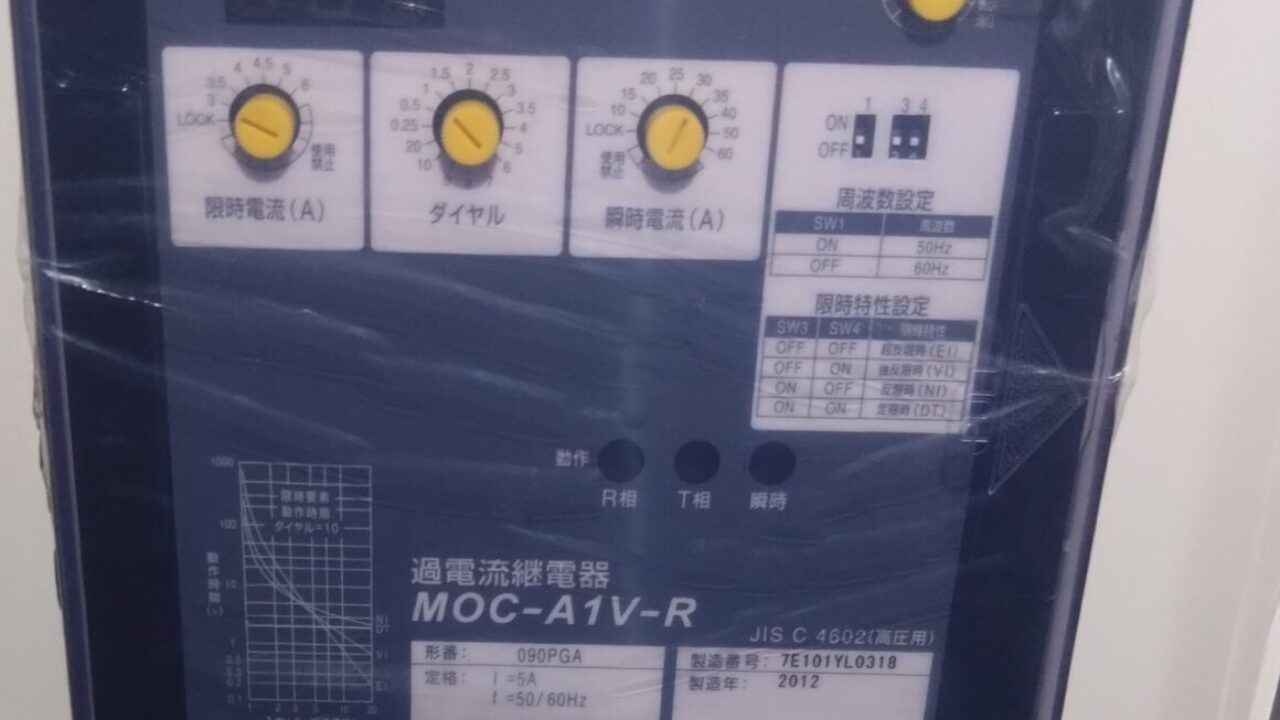 4 4.5 5
3.5 6
3
LOCK
使用
禁止
限時電流(A)
1.5 2 2.5
1 3
0.5 3.5
0.25 4
20 5
10 6
ダイヤル
20 25 30
15 35
10 40
LOCK 50
使用 60
禁止
瞬時電流(A)
1 3 4
ON
OFF
周波数設定
SW1 周波数
ON 50Hz
OFF 60Hz
限時特性設定
SW3 SW4
OFF OFF 超反限時(EI)
OFF ON 強反限時(VI)
ON OFF 反限時(NI)
ON ON 定限時(DT)
動作
R相 T相 瞬時
1000
限時要素
動作時間
ダイヤル=10
100
動作時間(s)
10
NI
DT
1
VI
0.5
EI
0.1
過電流継電器
MOC-A1V-R
JIS C 4602(高圧用)
形番: 090PGA
定格: I =5A
f =50/60Hz
製造番号: 7E101YL0318
製造年: 2012